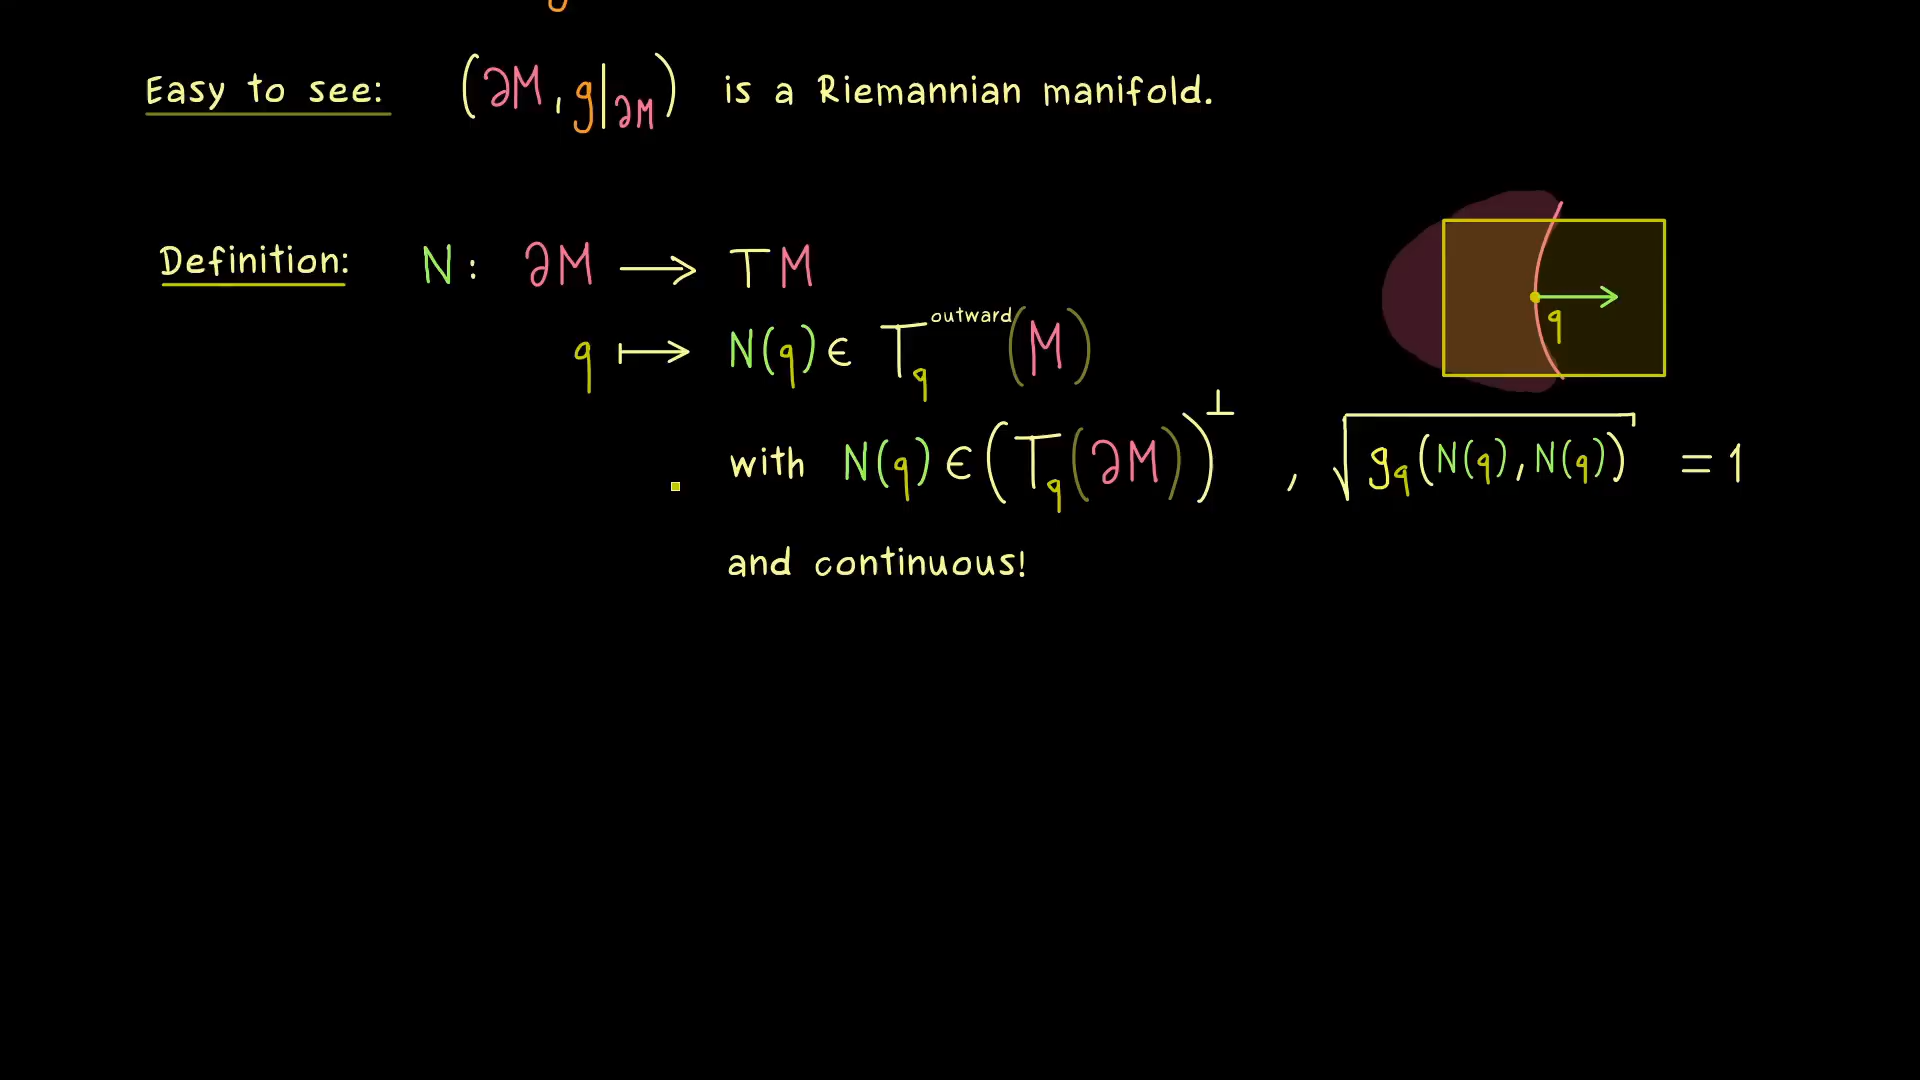 Easy to see: (∂M, g|∂M) is a Riemannian manifold.
Definition: N: ∂M ⟶ TM
q ⟼ N(q) ∈ T_q^outward(M)
q
with N(q) ∈ (T_q(∂M))^⊥ , √g_q(N(q), N(q)) = 1
and continuous!